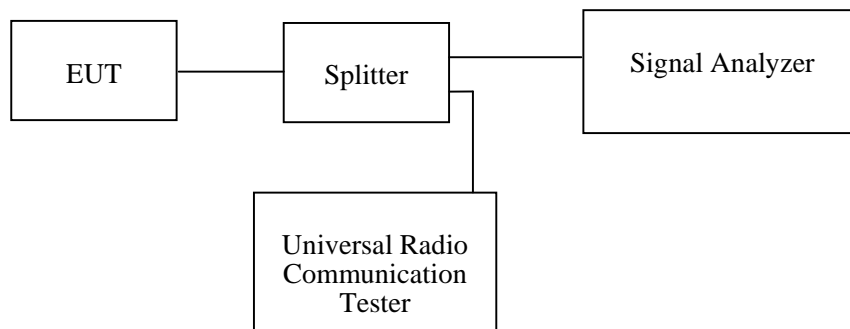 EUT
Splitter
Signal Analyzer
Universal Radio
Communication
Tester